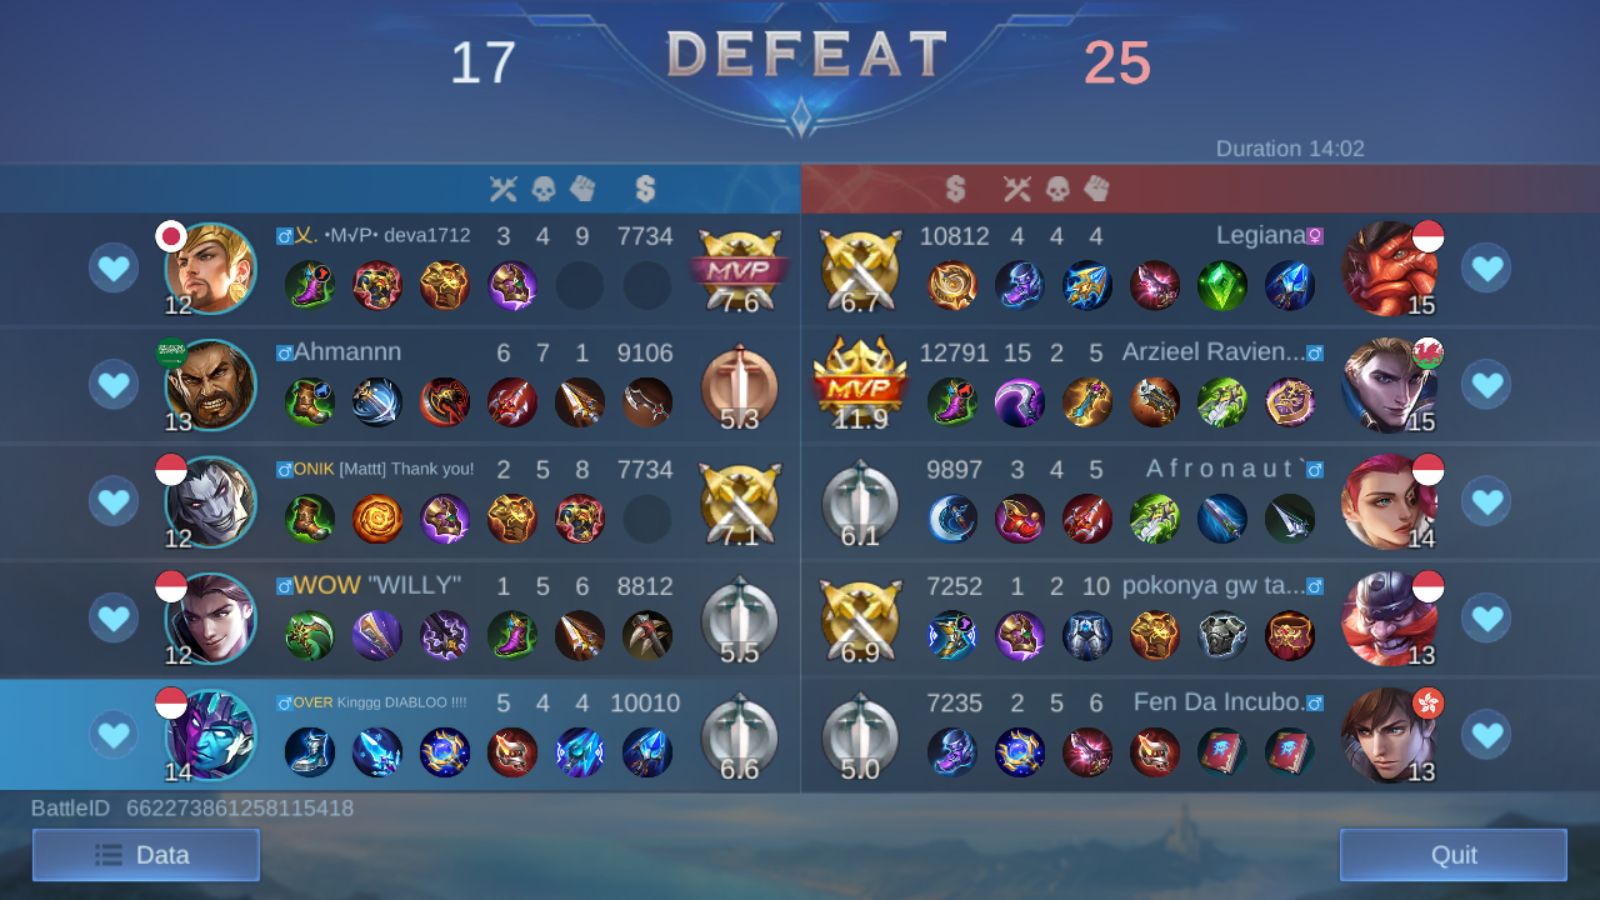 17 DEFEAT 25
Duration 14:02
乂. •M√P• deva1712 3 4 9 7734
12 MVP 7.6
10812 4 4 4 Legiana
6.7 15
Ahmannn 6 7 1 9106
13 5.3
12791 15 2 5 Arzieel Ravien...
MVP 11.9 15
ONIK [Mattt] Thank you! 2 5 8 7734
12 7.1
9897 3 4 5 A f r o n a u t `
6.1 14
WOW "WILLY" 1 5 6 8812
12 5.5
7252 1 2 10 pokonya gw ta...
6.9 13
OVER Kinggg DIABLOO !!!! 5 4 4 10010
14 6.6
7235 2 5 6 Fen Da Incubo.
5.0 13
BattleID 662273861258115418
Data
Quit